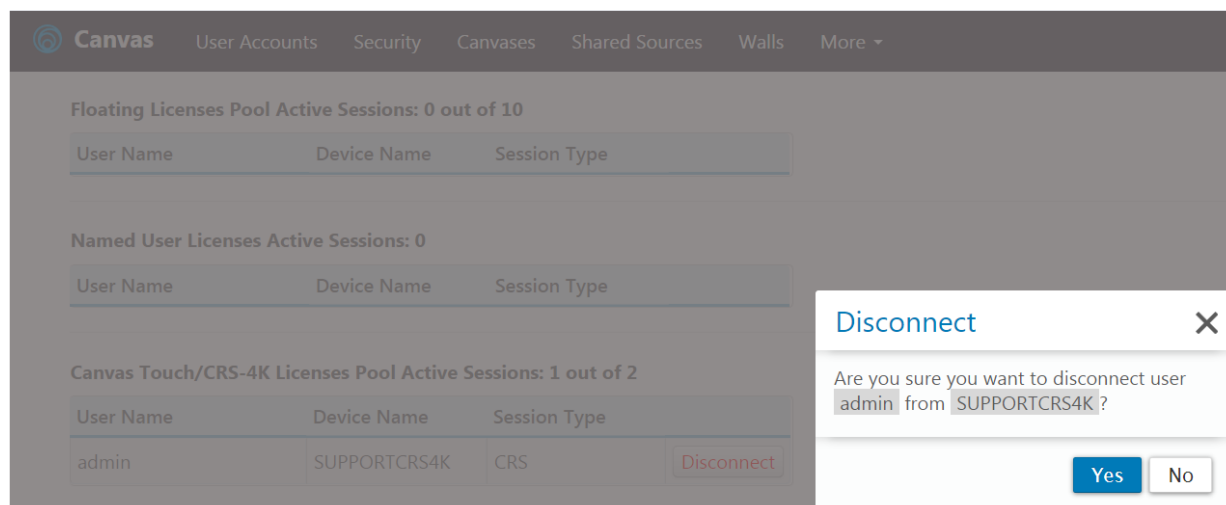 Canvas User Accounts Security Canvases Shared Sources Walls More
Floating Licenses Pool Active Sessions: 0 out of 10
User Name Device Name Session Type
Named User Licenses Active Sessions: 0
User Name Device Name Session Type
Canvas Touch/CRS-4K Licenses Pool Active Sessions: 1 out of 2
User Name Device Name Session Type
admin SUPPORTCRS4K CRS Disconnect
Disconnect
Are you sure you want to disconnect user
admin from SUPPORTCRS4K ?
Yes No